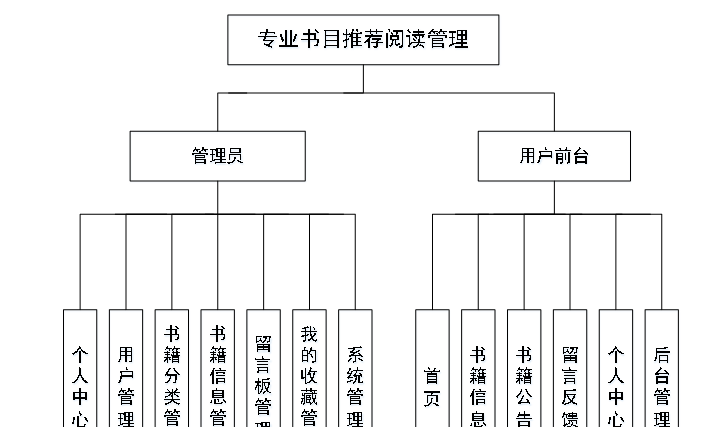 专业书目推荐阅读管理
管理员
用户前台
个人中心
用户管理
书籍分类管
书籍信息管
留言板管理
我的收藏管
系统管理
首页
书籍信息
书籍公告
留言反馈
个人中心
后台管理